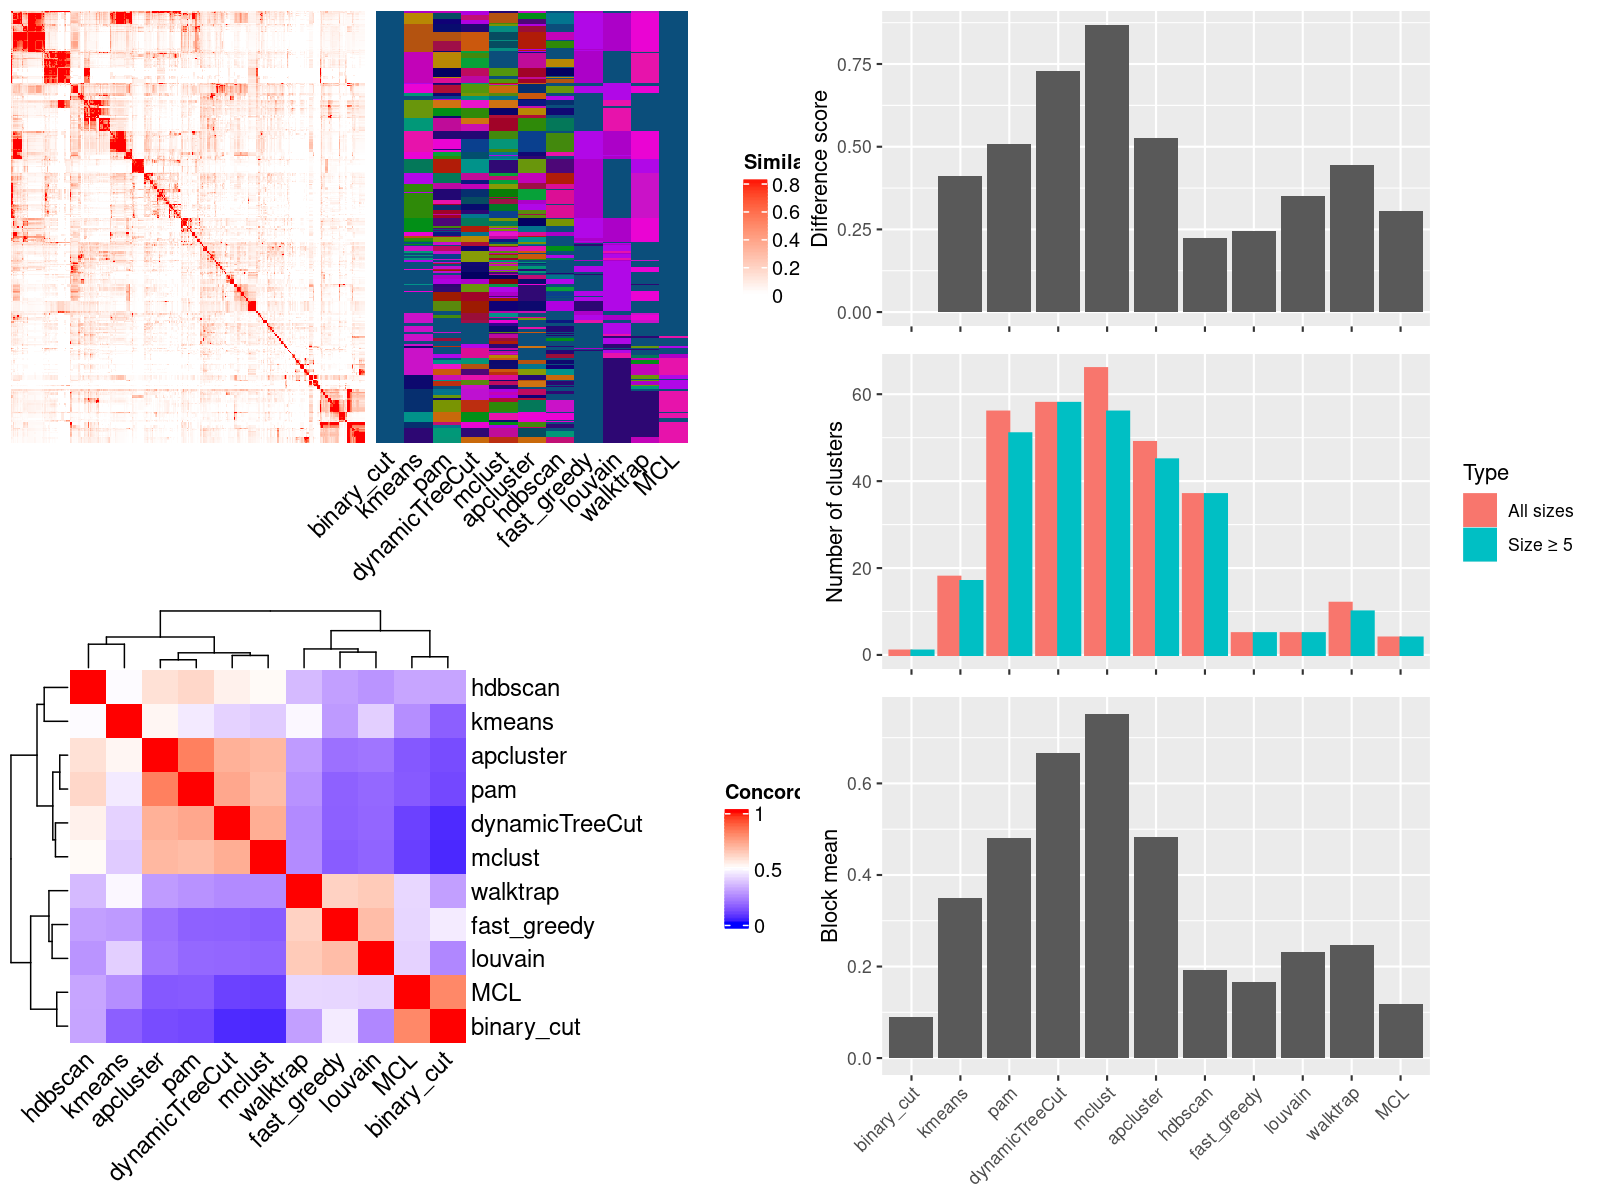 Simila
0.8
0.6
0.4
0.2
0
binary_cut
kmeans
pam
dynamicTreeCut
mclust
apcluster
hdbscan
fast_greedy
louvain
walktrap
MCL
hdbscan
kmeans
apcluster
pam
dynamicTreeCut
mclust
walktrap
fast_greedy
louvain
MCL
binary_cut
hdbscan
kmeans
apcluster
pam
dynamicTreeCut
mclust
walktrap
fast_greedy
louvain
MCL
binary_cut
Concord
1
0.5
0
Difference score
0.75
0.50
0.25
0.00
Number of clusters
60
40
20
0
Type
All sizes
Size ≥ 5
Block mean
0.6
0.4
0.2
0.0
binary_cut
kmeans
pam
dynamicTreeCut
mclust
apcluster
hdbscan
fast_greedy
louvain
walktrap
MCL